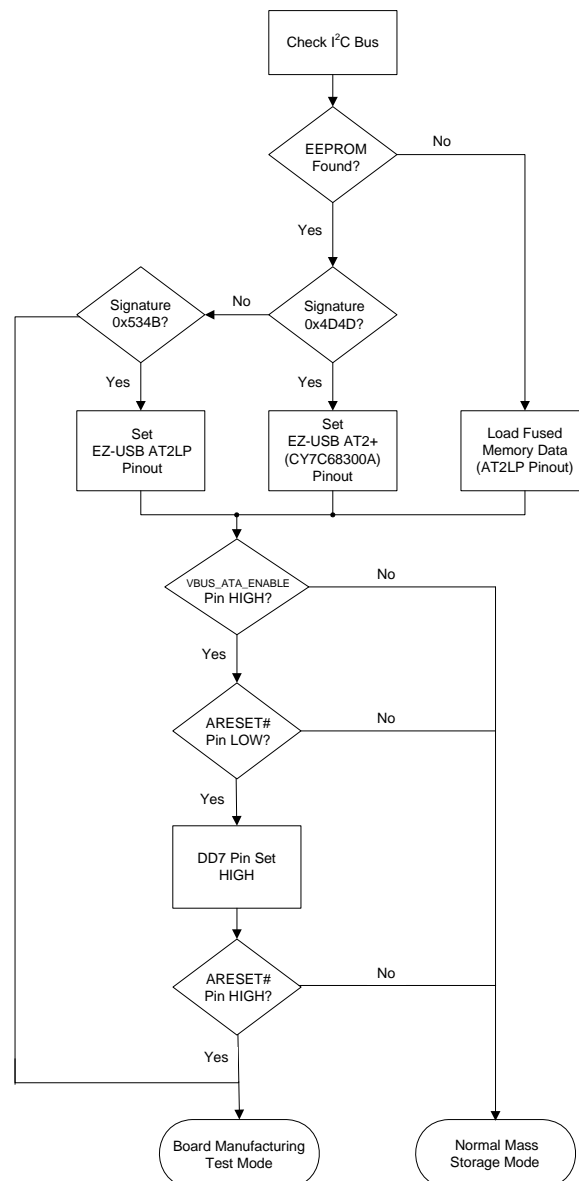 Check I²C Bus
EEPROM
Found?
No
Yes
Signature
0x534B?
No
Signature
0x4D4D?
Yes
Yes
Set
EZ-USB AT2LP
Pinout
Set
EZ-USB AT2+
(CY7C68300A)
Pinout
Load Fused
Memory Data
(AT2LP Pinout)
VBUS_ATA_ENABLE
Pin HIGH?
No
Yes
ARESET#
Pin LOW?
No
Yes
DD7 Pin Set
HIGH
ARESET#
Pin HIGH?
No
Yes
Board Manufacturing
Test Mode
Normal Mass
Storage Mode